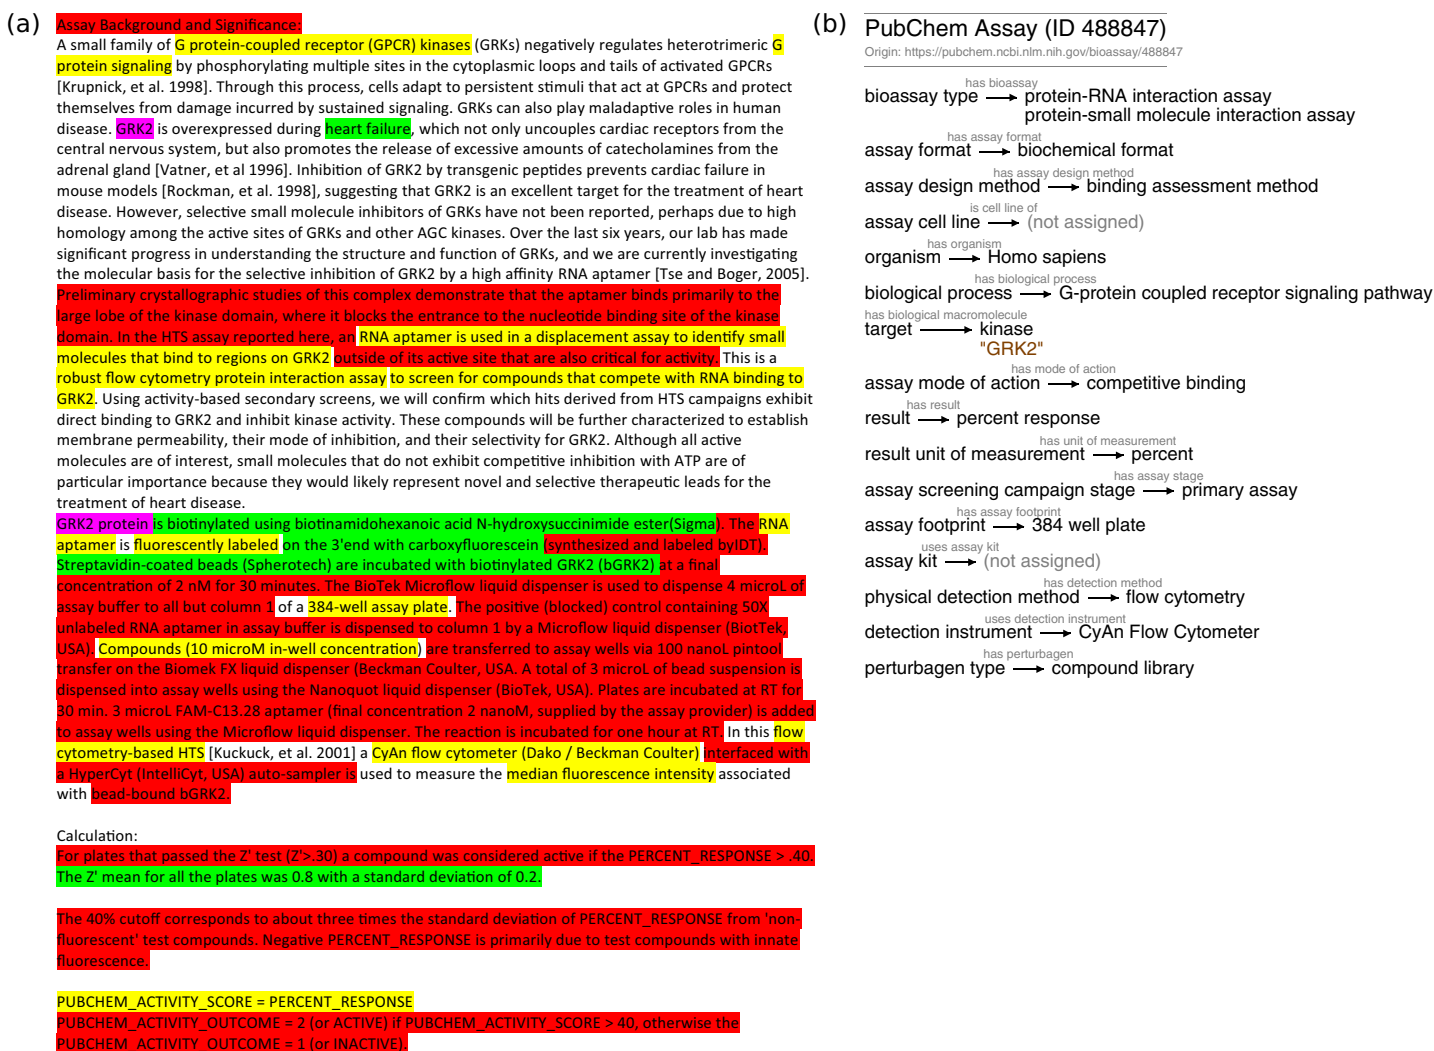 (a)
Assay Background and Significance:
A small family of G protein-coupled receptor (GPCR) kinases (GRKs) negatively regulates heterotrimeric G
protein signaling by phosphorylating multiple sites in the cytoplasmic loops and tails of activated GPCRs
[Krupnick, et al. 1998]. Through this process, cells adapt to persistent stimuli that act at GPCRs and protect
themselves from damage incurred by sustained signaling. GRKs can also play maladaptive roles in human
disease. GRK2 is overexpressed during heart failure, which not only uncouples cardiac receptors from the
central nervous system, but also promotes the release of excessive amounts of catecholamines from the
adrenal gland [Vatner, et al 1996]. Inhibition of GRK2 by transgenic peptides prevents cardiac failure in
mouse models [Rockman, et al. 1998], suggesting that GRK2 is an excellent target for the treatment of heart
disease. However, selective small molecule inhibitors of GRKs have not been reported, perhaps due to high
homology among the active sites of GRKs and other AGC kinases. Over the last six years, our lab has made
significant progress in understanding the structure and function of GRKs, and we are currently investigating
the molecular basis for the selective inhibition of GRK2 by a high affinity RNA aptamer [Tse and Boger, 2005].
Preliminary crystallographic studies of this complex demonstrate that the aptamer binds primarily to the
large lobe of the kinase domain, where it blocks the entrance to the nucleotide binding site of the kinase
domain. In the HTS assay reported here, an RNA aptamer is used in a displacement assay to identify small
molecules that bind to regions on GRK2 outside of its active site that are also critical for activity. This is a
robust flow cytometry protein interaction assay to screen for compounds that compete with RNA binding to
GRK2. Using activity-based secondary screens, we will confirm which hits derived from HTS campaigns exhibit
direct binding to GRK2 and inhibit kinase activity. These compounds will be further characterized to establish
membrane permeability, their mode of inhibition, and their selectivity for GRK2. Although all active
molecules are of interest, small molecules that do not exhibit competitive inhibition with ATP are of
particular importance because they would likely represent novel and selective therapeutic leads for the
treatment of heart disease.
GRK2 protein is biotinylated using biotinamidohexanoic acid N-hydroxysuccinimide ester(Sigma). The RNA
aptamer is fluorescently labeled on the 3'end with carboxyfluorescein (synthesized and labeled byIDT).
Streptavidin-coated beads (Spherotech) are incubated with biotinylated GRK2 (bGRK2) at a final
concentration of 2 nM for 30 minutes. The BioTek Microflow liquid dispenser is used to dispense 4 microL of
assay buffer to all but column 1 of a 384-well assay plate. The positive (blocked) control containing 50X
unlabeled RNA aptamer in assay buffer is dispensed to column 1 by a Microflow liquid dispenser (BiotTek,
USA). Compounds (10 microM in-well concentration) are transferred to assay wells via 100 nanoL pintool
transfer on the Biomek FX liquid dispenser (Beckman Coulter, USA. A total of 3 microL of bead suspension is
dispensed into assay wells using the Nanoquot liquid dispenser (BioTek, USA). Plates are incubated at RT for
30 min. 3 microL FAM-C13.28 aptamer (final concentration 2 nanoM, supplied by the assay provider) is added
to assay wells using the Microflow liquid dispenser. The reaction is incubated for one hour at RT. In this flow
cytometry-based HTS [Kuckuck, et al. 2001] a CyAn flow cytometer (Dako / Beckman Coulter) interfaced with
a HyperCyt (IntelliCyt, USA) auto-sampler is used to measure the median fluorescence intensity associated
with bead-bound bGRK2.
Calculation:
For plates that passed the Z' test (Z'>.30) a compound was considered active if the PERCENT_RESPONSE > .40.
The Z' mean for all the plates was 0.8 with a standard deviation of 0.2.
The 40% cutoff corresponds to about three times the standard deviation of PERCENT_RESPONSE from 'non-
fluorescent' test compounds. Negative PERCENT_RESPONSE is primarily due to test compounds with innate
fluorescence.
PUBCHEM_ACTIVITY_SCORE = PERCENT_RESPONSE
PUBCHEM_ACTIVITY_OUTCOME = 2 (or ACTIVE) if PUBCHEM_ACTIVITY_SCORE > 40, otherwise the
PUBCHEM_ACTIVITY_OUTCOME = 1 (or INACTIVE).
(b)
PubChem Assay (ID 488847)
Origin: https://pubchem.ncbi.nlm.nih.gov/bioassay/488847
has bioassay
bioassay type → protein-RNA interaction assay
protein-small molecule interaction assay
has assay format
assay format → biochemical format
has assay design method
assay design method → binding assessment method
is cell line of
assay cell line → (not assigned)
has organism
organism → Homo sapiens
has biological process
biological process → G-protein coupled receptor signaling pathway
has biological macromolecule
target → kinase
"GRK2"
has mode of action
assay mode of action → competitive binding
has result
result → percent response
has unit of measurement
result unit of measurement → percent
has assay stage
assay screening campaign stage → primary assay
has assay footprint
assay footprint → 384 well plate
uses assay kit
assay kit → (not assigned)
has detection method
physical detection method → flow cytometry
uses detection instrument
detection instrument → CyAn Flow Cytometer
has perturbagen
perturbagen type → compound library